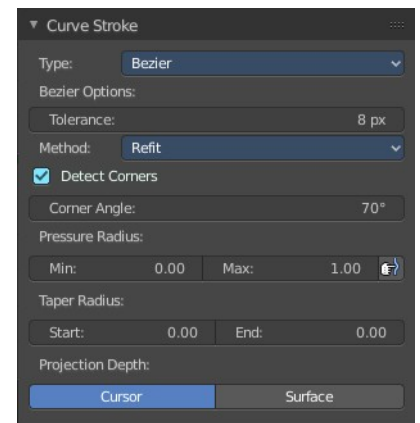 Curve Stroke
Type: Bezier
Bezier Options:
Tolerance: 8 px
Method: Refit
Detect Corners
Corner Angle: 70°
Pressure Radius:
Min: 0.00 Max: 1.00
Taper Radius:
Start: 0.00 End: 0.00
Projection Depth:
Cursor Surface